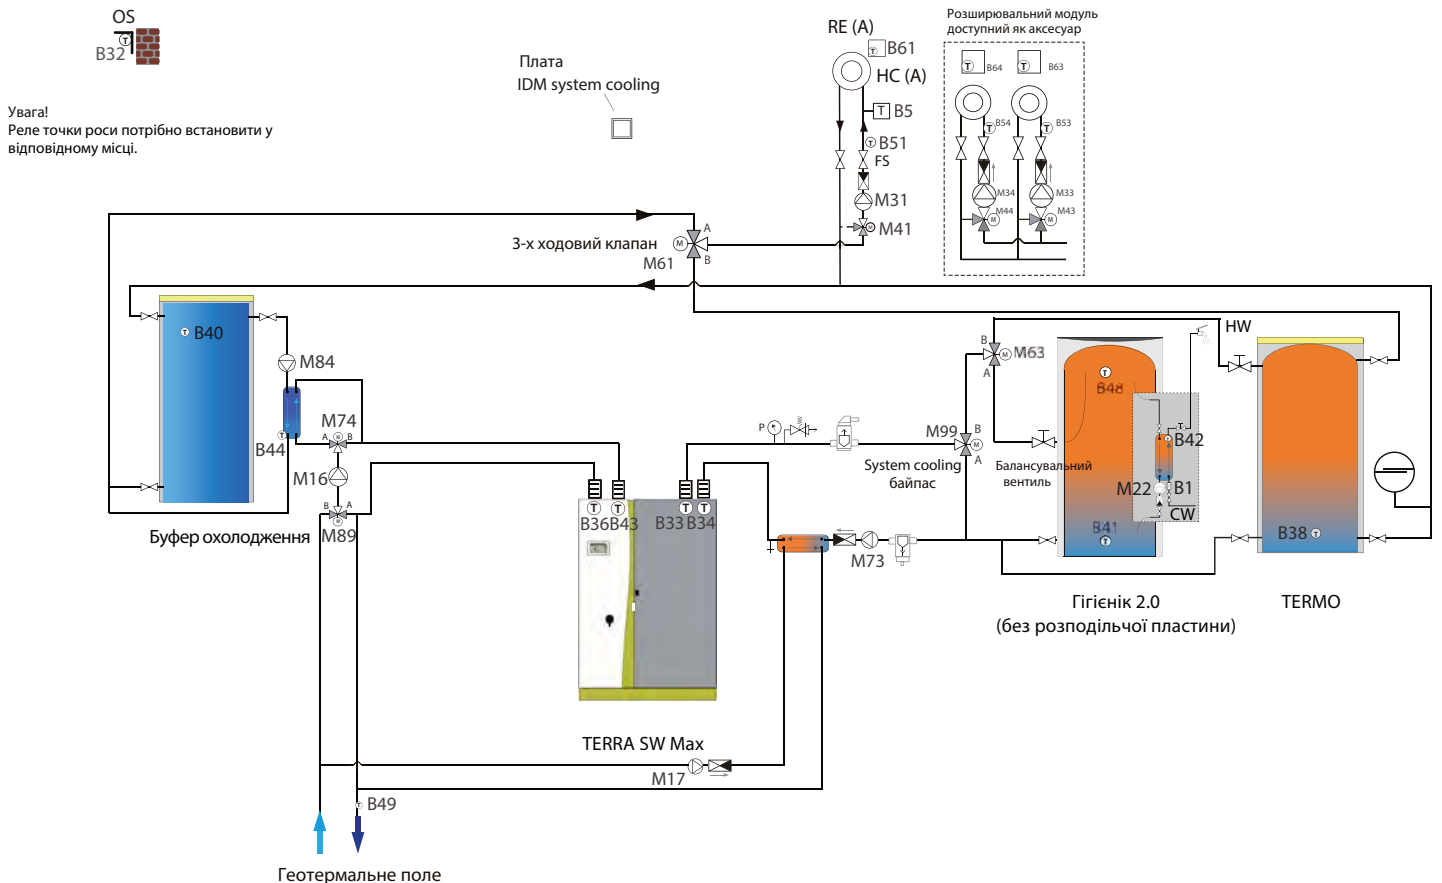 OS
B32
Увага!
Реле точки роси потрібно встановити у
відповідному місці.
Плата
IDM system cooling
RE (A)
B61
HC (A)
T B5
T B51
FS
M31
M M41
Розширювальний модуль
доступний як аксесуар
T B64
T B63
T B54
T B53
M34
M33
M44 M
M43 M
3-х ходовий клапан
M A
M61 B
T B40
M84
M74
A M B
B44 T
M16
B A
M89 M
Буфер охолодження
T T T T
B36 B43 B33 B34
P
M99 B
M
A
System cooling
байпас
B
M M63
A
Балансувальний
вентиль
T
B48
HW
T B42
M22 B1
CW
B41
T
B38 T
M73
Гігієнік 2.0
(без розподільчої пластини)
TERMO
TERRA SW Max
M17
T B49
Геотермальне поле